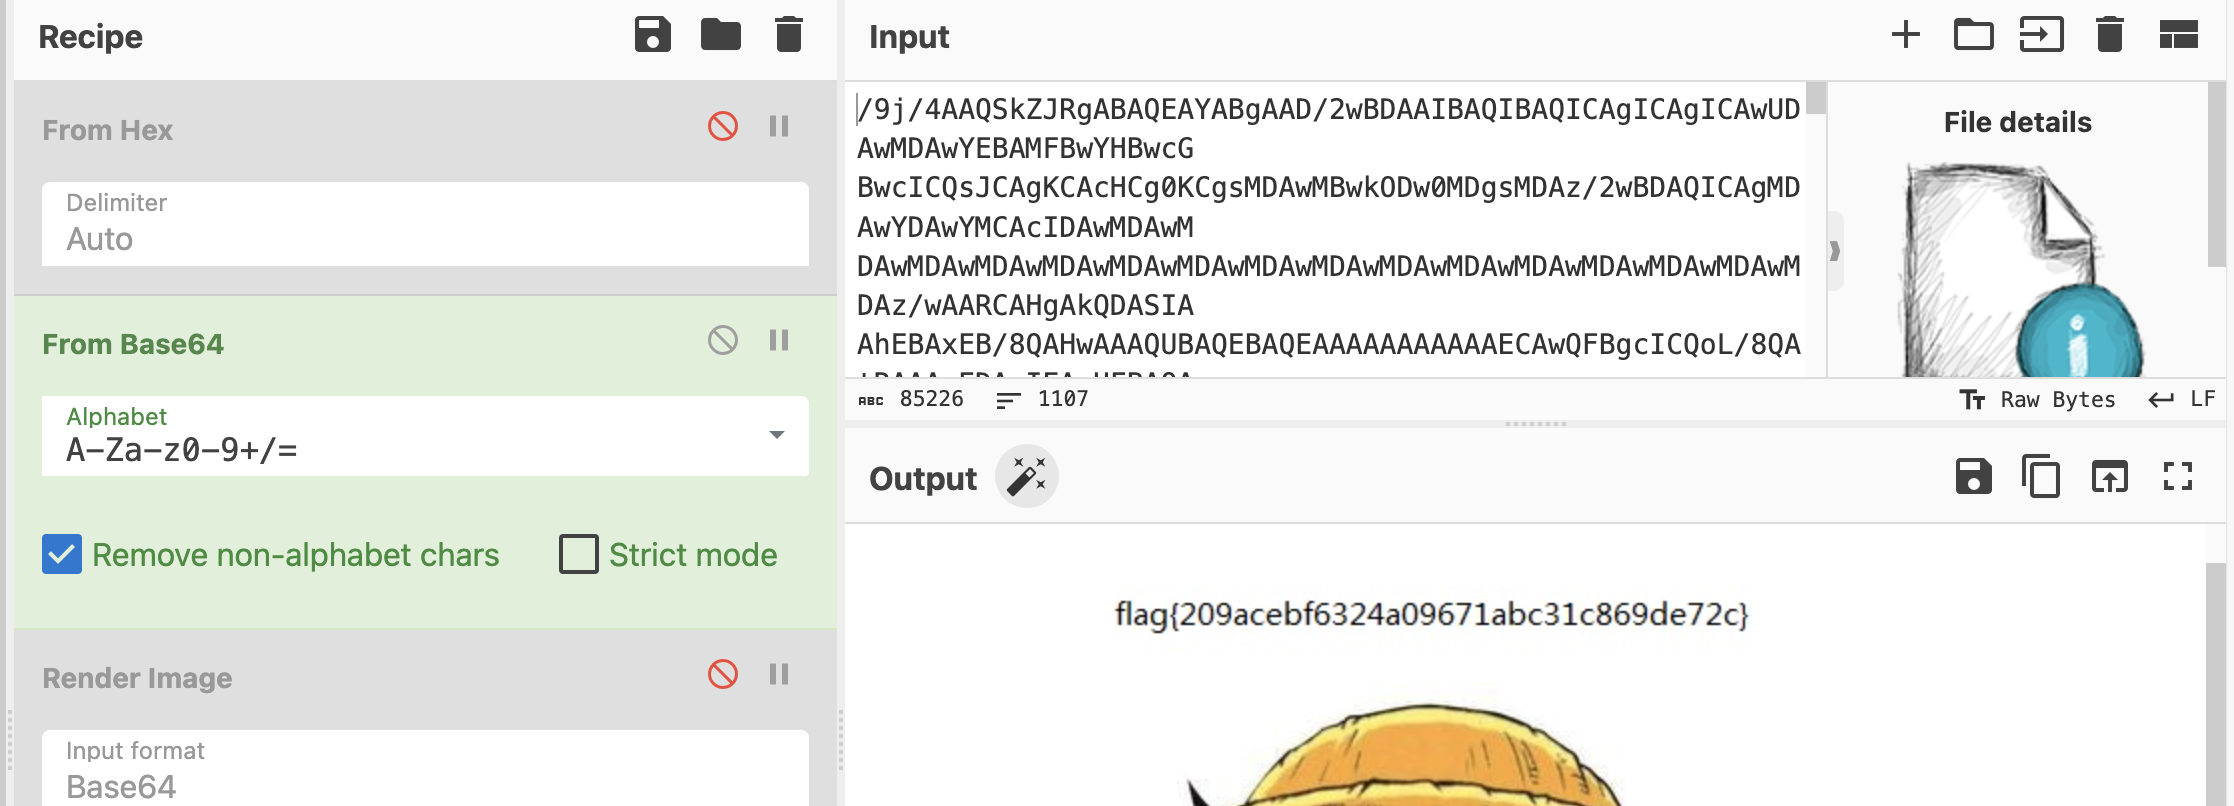 Recipe
From Hex
Delimiter
Auto
From Base64
Alphabet
A-Za-z0-9+/=
Remove non-alphabet chars
Strict mode
Render Image
Input format
Base64
Input
/9j/4AAQSkZJRgABAQEAYABgAAD/2wBDAAIBAQIBAQICAgICAgICAwUD
AwMDAwYEBAMFBwYHBwcG
BwcICQsJCAgKCAcHCg0KCgsMDAwMBwkODw0MDgsMDAz/2wBDAQICAgMD
AwYDAwYMCAcIDAwMDAwM
DAwMDAwMDAwMDAwMDAwMDAwMDAwMDAwMDAwMDAwMDAwMDAwMDAwMDAwM
DAz/wAARCAHgAkQDASIA
AhEBAxEB/8QAHwAAAQUBAQEBAQEAAAAAAAAAAAECAwQFBgcICQoL/8QA
File details
ABC 85226
1107
Raw Bytes
LF
Output
flag{209acebf6324a09671abc31c869de72c}